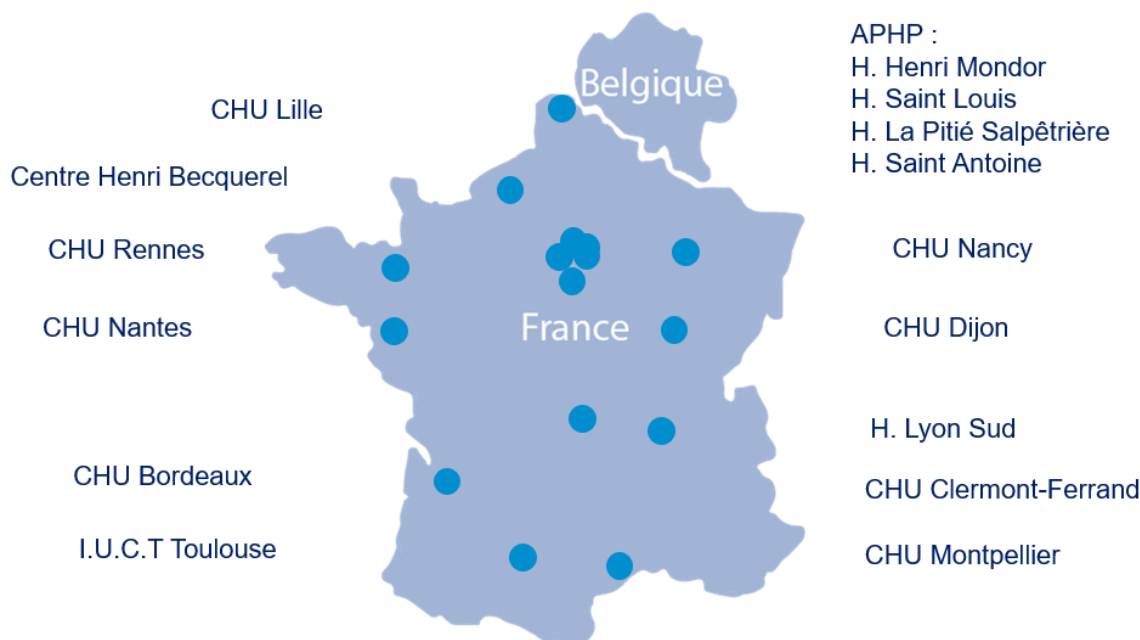 APHP :
H. Henri Mondor
H. Saint Louis
H. La Pitié Salpêtrière
H. Saint Antoine
Belgique
CHU Lille
Centre Henri Becquerel
CHU Rennes
CHU Nancy
CHU Nantes
France
CHU Dijon
H. Lyon Sud
CHU Bordeaux
CHU Clermont-Ferrand
I.U.C.T Toulouse
CHU Montpellier